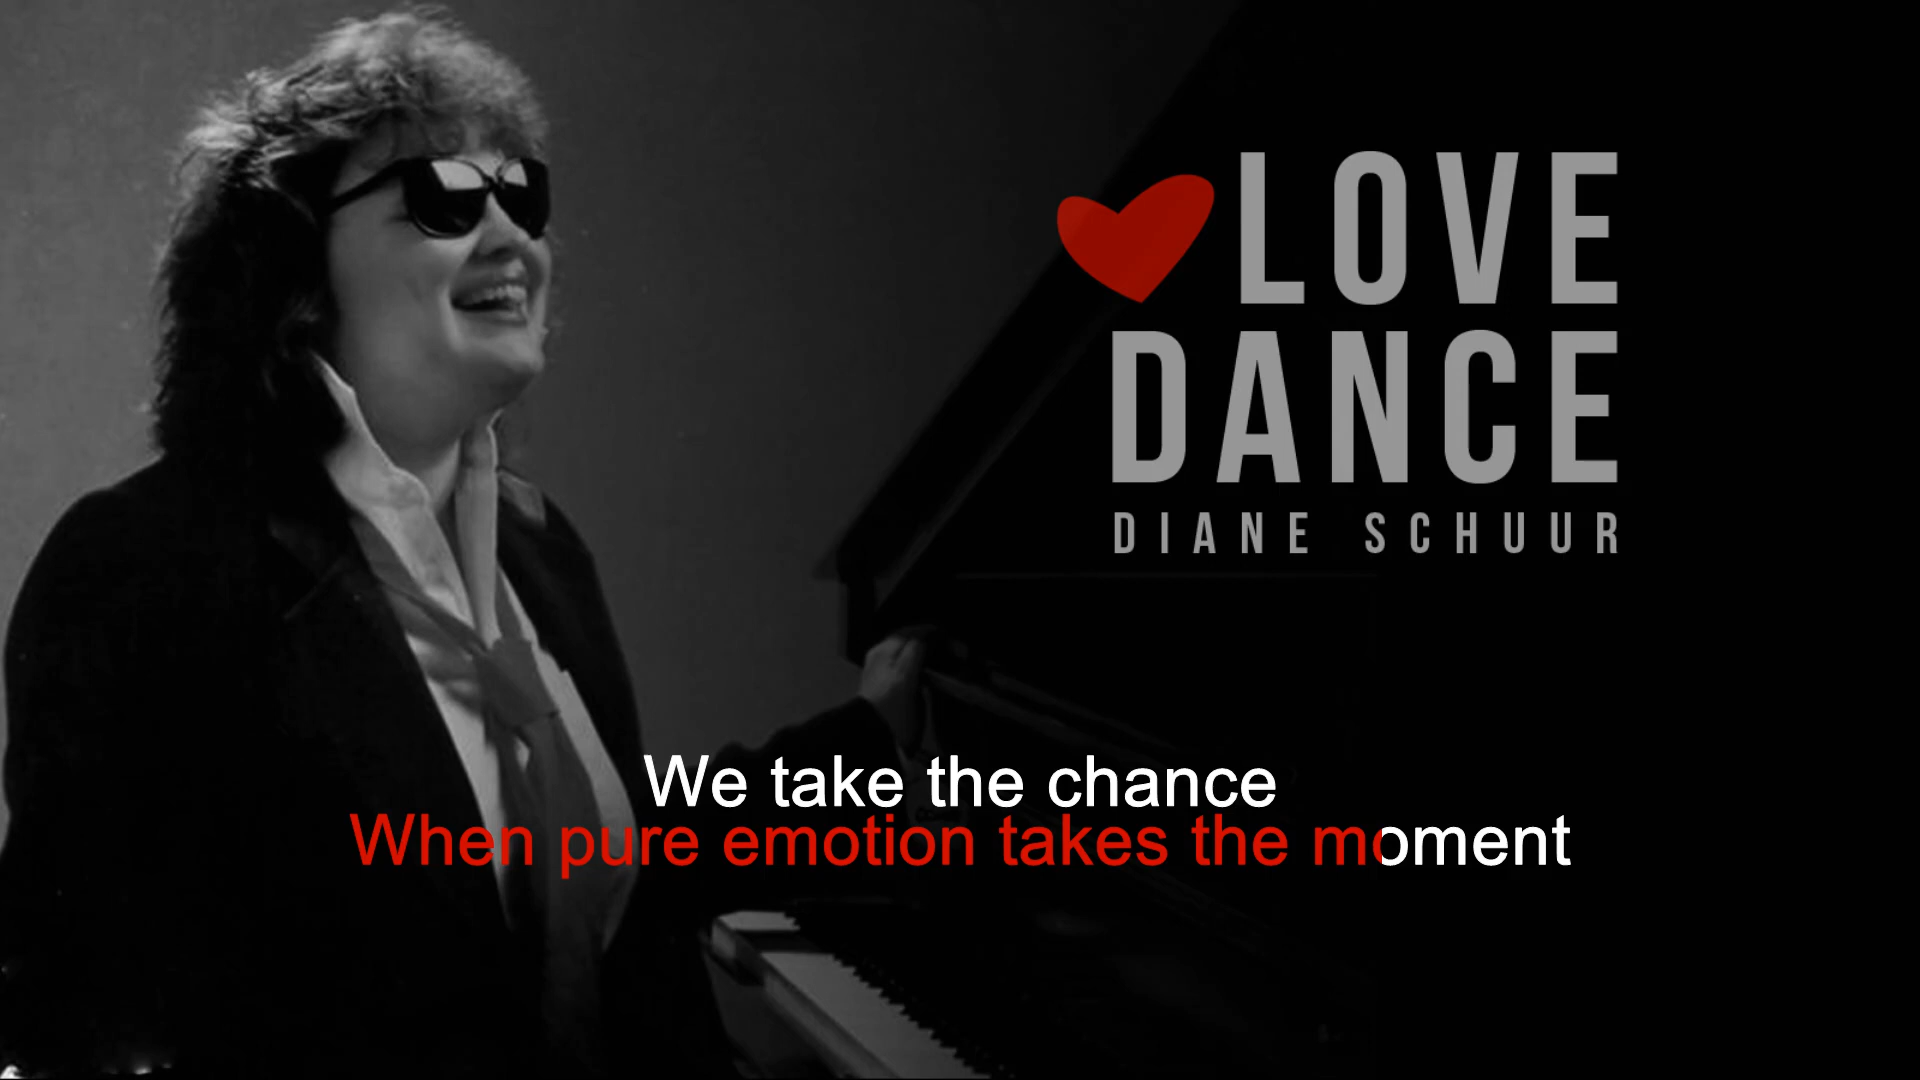 LOVE
DANCE
DIANE SCHUUR
We take the chance
When pure emotion takes the moment